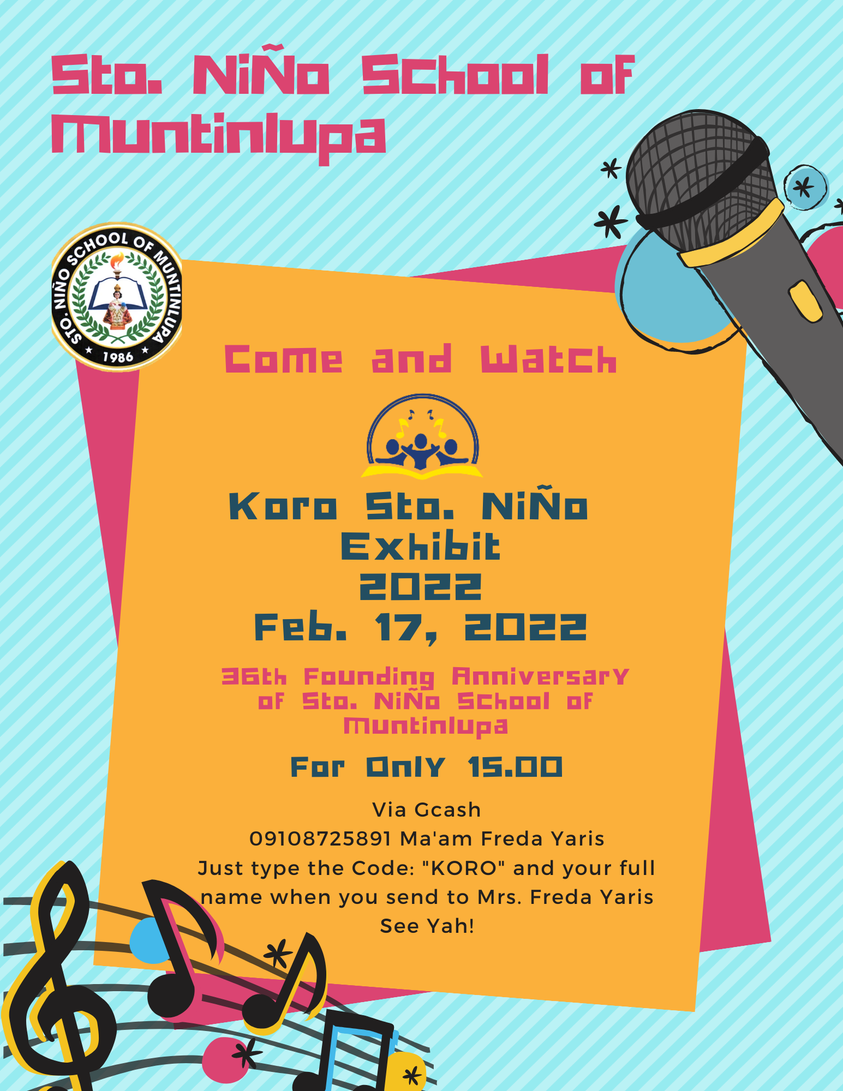 Sto. NiÑo School of
Muntinlupa
STO. NIÑO SCHOOL OF MUNTINLUPA
1986
Come and Watch
Koro Sto. NiÑo
Exhibit
2022
Feb. 17, 2022
36th Founding Anniversary
of Sto. NiÑo School of
Muntinlupa
For Only 15.00
Via Gcash
09108725891 Ma'am Freda Yaris
Just type the Code: "KORO" and your full
name when you send to Mrs. Freda Yaris
See Yah!